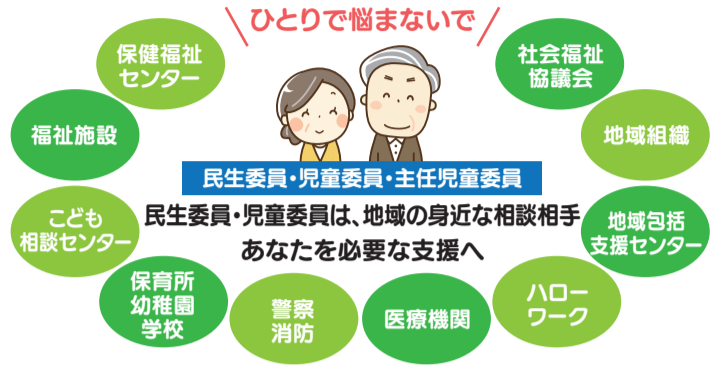 ひとりで悩まないで
保健福祉
センター
社会福祉
協議会
福祉施設
地域組織
民生委員・児童委員・主任児童委員
民生委員・児童委員は、地域の身近な相談相手
あなたを必要な支援へ
こども
相談センター
地域包括
支援センター
保育所
幼稚園
学校
警察
消防
医療機関
ハロー
ワーク